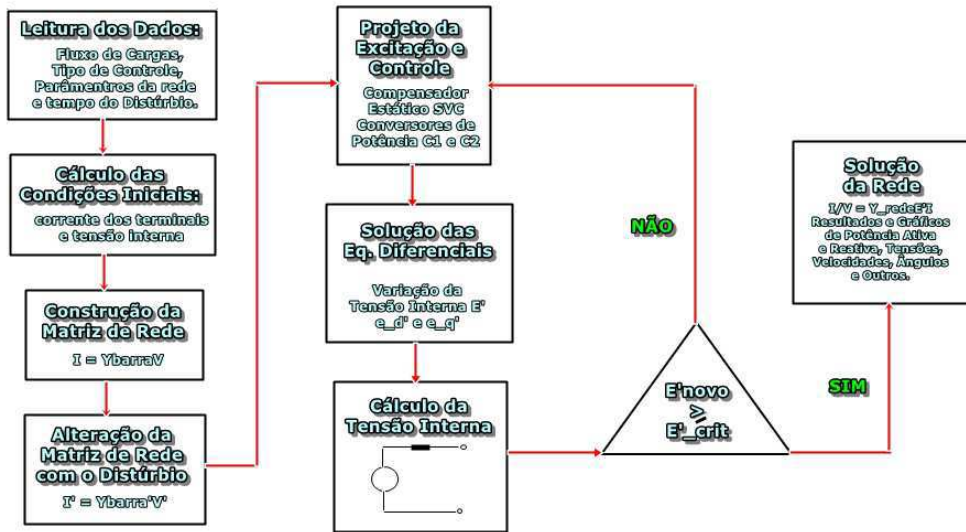 Leitura dos Dados:
Fluxo de Cargas,
Tipo de Controle,
Parâmentros da rede
e tempo do Distúrbio.
Cálculo das
Condições Iniciais:
corrente dos terminais
e tensão interna
Construção da
Matriz de Rede
I = YbarraV
Alteração da
Matriz de Rede
com o Distúrbio
I' = Ybarra'V'
Projeto da
Excitação e
Controle
Compensador
Estático SVC
Conversores de
Potência C1 e C2
Solução das
Eq. Diferenciais
Variação da
Tensão Interna E'
e_d' e e_q'
Cálculo da
Tensão Interna
E'novo
≥
E'_crit
NÃO
SIM
Solução
da Rede
I/V = Y_redeE'I
Resultados e Gráficos
de Potência Ativa
e Reativa, Tensões,
Velocidades, Ângulos
e Outros.